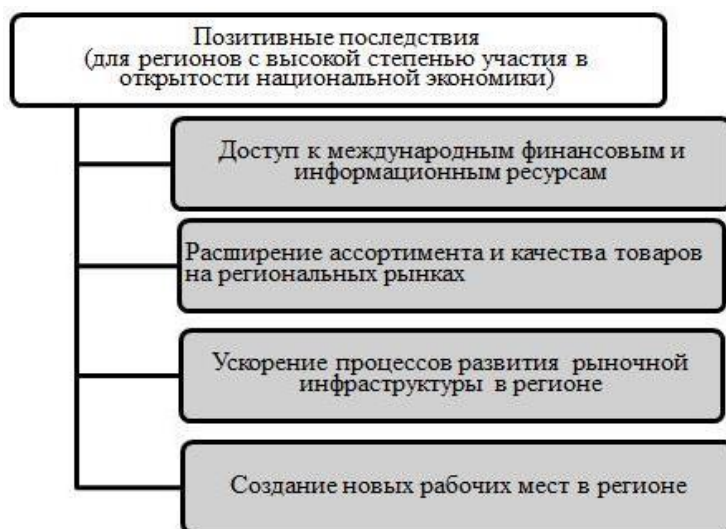 Позитивные последствия
(для регионов с высокой степенью участия в
открытости национальной экономики)
Доступ к международным финансовым и
информационным ресурсам
Расширение ассортимента и качества товаров
на региональных рынках
Ускорение процессов развития рыночной
инфраструктуры в регионе
Создание новых рабочих мест в регионе